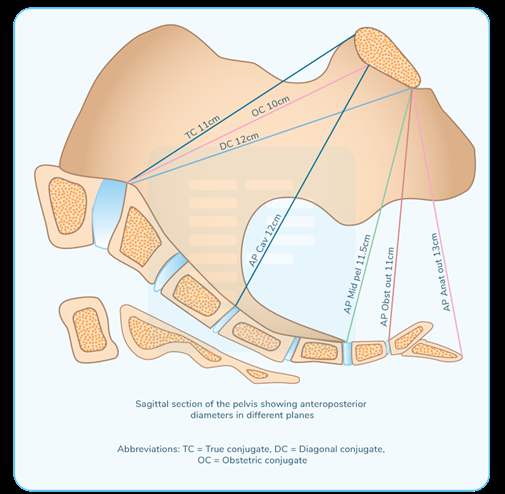 TC 11cm
OC 10cm
DC 12cm
AP Cav 12cm
AP Mid pel 11.5cm
AP Obst out 11cm
AP Anat out 13cm
Sagittal section of the pelvis showing anteroposterior
diameters in different planes
Abbreviations: TC = True conjugate, DC = Diagonal conjugate,
OC = Obstetric conjugate